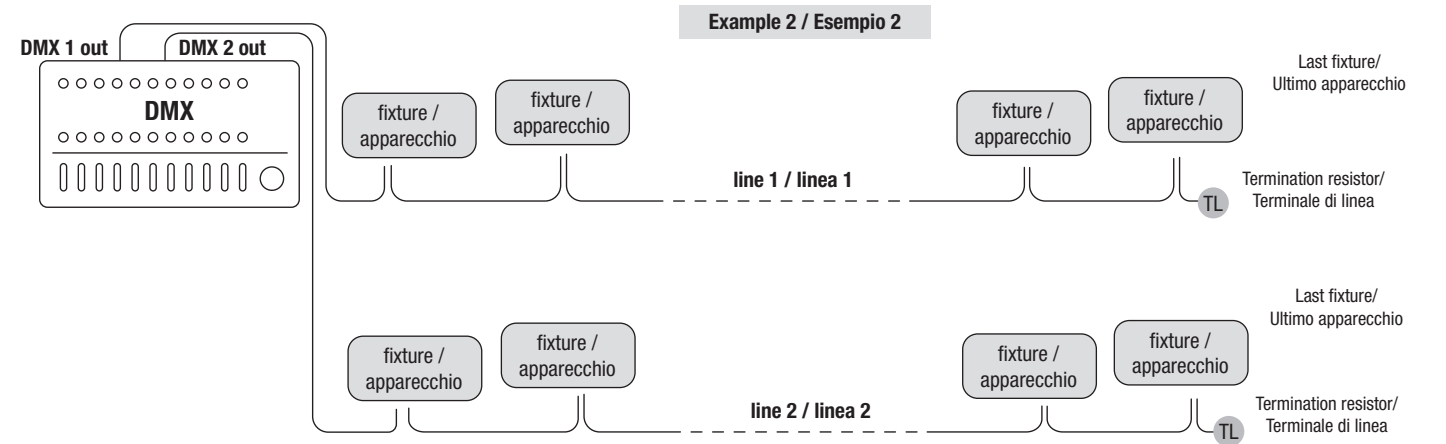 Example 2 / Esempio 2
DMX 1 out
DMX 2 out
DMX
fixture /
apparecchio
fixture /
apparecchio
fixture /
apparecchio
fixture /
apparecchio
Last fixture/
Ultimo apparecchio
line 1 / linea 1
TL
Termination resistor/
Terminale di linea
fixture /
apparecchio
fixture /
apparecchio
fixture /
apparecchio
fixture /
apparecchio
Last fixture/
Ultimo apparecchio
line 2 / linea 2
TL
Termination resistor/
Terminale di linea